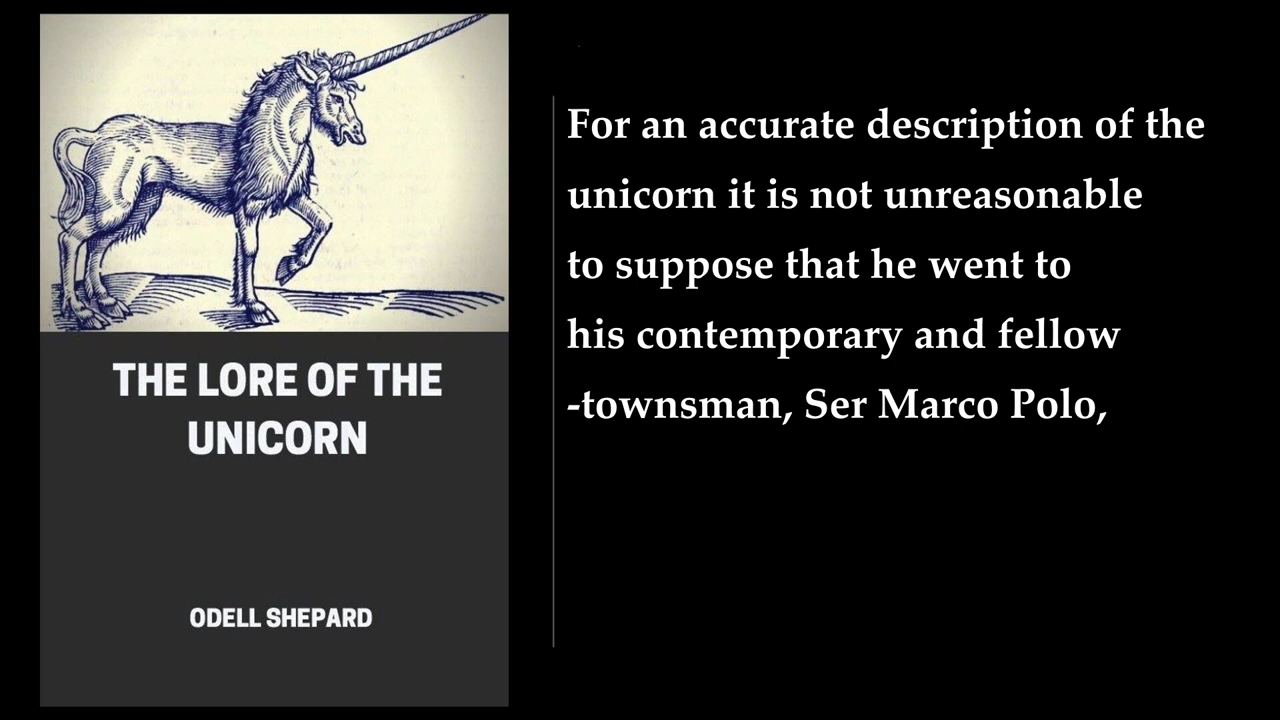 THE LORE OF THE
UNICORN
ODELL SHEPARD
For an accurate description of the
unicorn it is not unreasonable
to suppose that he went to
his contemporary and fellow
-townsman, Ser Marco Polo,